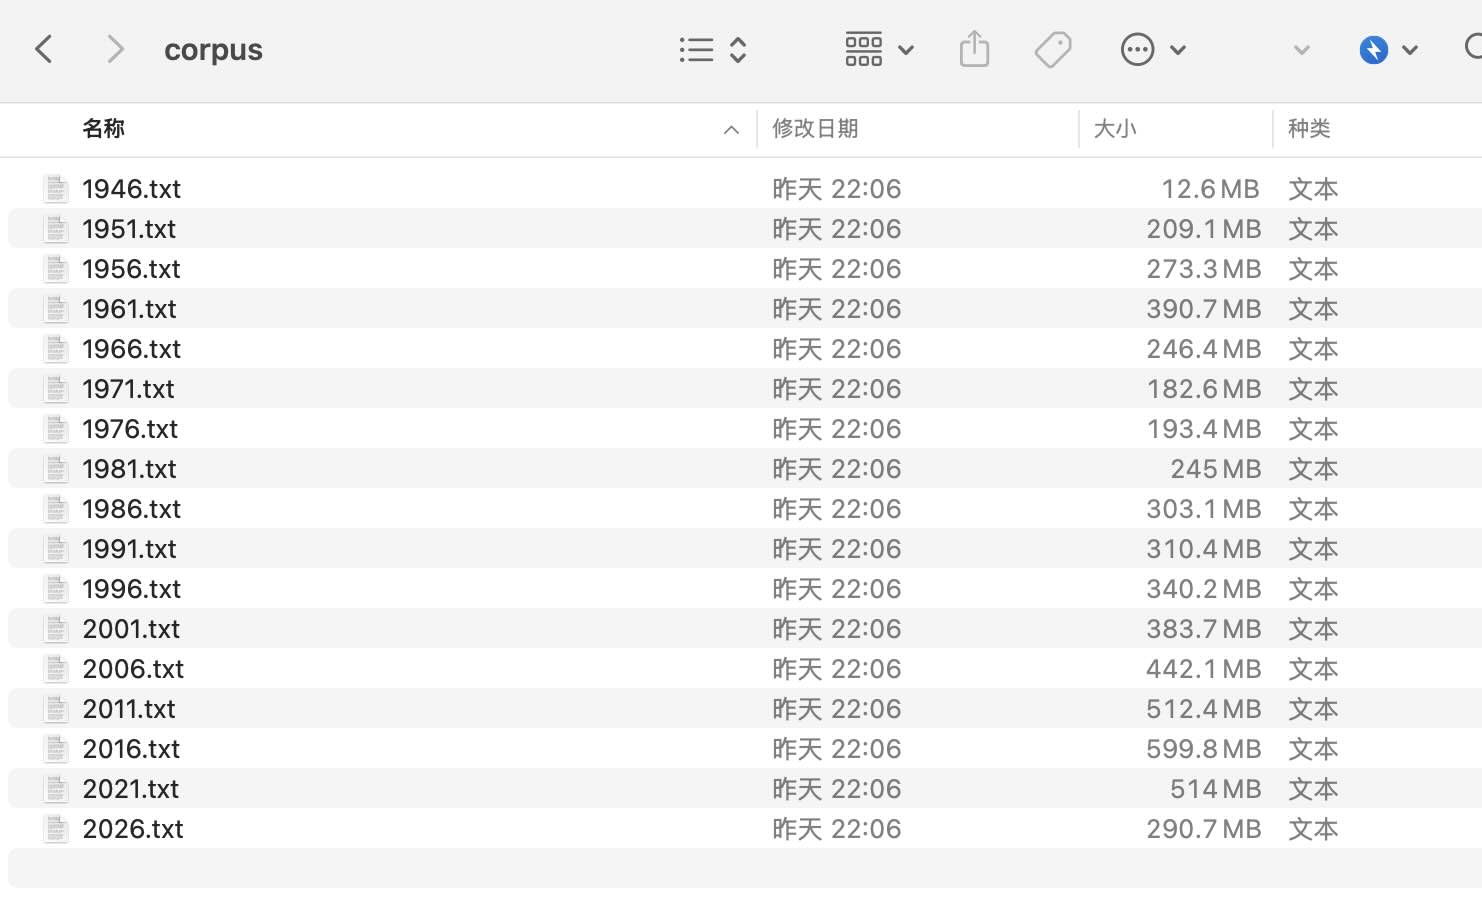 corpus
名称 修改日期 大小 种类
1946.txt 昨天 22:06 12.6 MB 文本
1951.txt 昨天 22:06 209.1 MB 文本
1956.txt 昨天 22:06 273.3 MB 文本
1961.txt 昨天 22:06 390.7 MB 文本
1966.txt 昨天 22:06 246.4 MB 文本
1971.txt 昨天 22:06 182.6 MB 文本
1976.txt 昨天 22:06 193.4 MB 文本
1981.txt 昨天 22:06 245 MB 文本
1986.txt 昨天 22:06 303.1 MB 文本
1991.txt 昨天 22:06 310.4 MB 文本
1996.txt 昨天 22:06 340.2 MB 文本
2001.txt 昨天 22:06 383.7 MB 文本
2006.txt 昨天 22:06 442.1 MB 文本
2011.txt 昨天 22:06 512.4 MB 文本
2016.txt 昨天 22:06 599.8 MB 文本
2021.txt 昨天 22:06 514 MB 文本
2026.txt 昨天 22:06 290.7 MB 文本